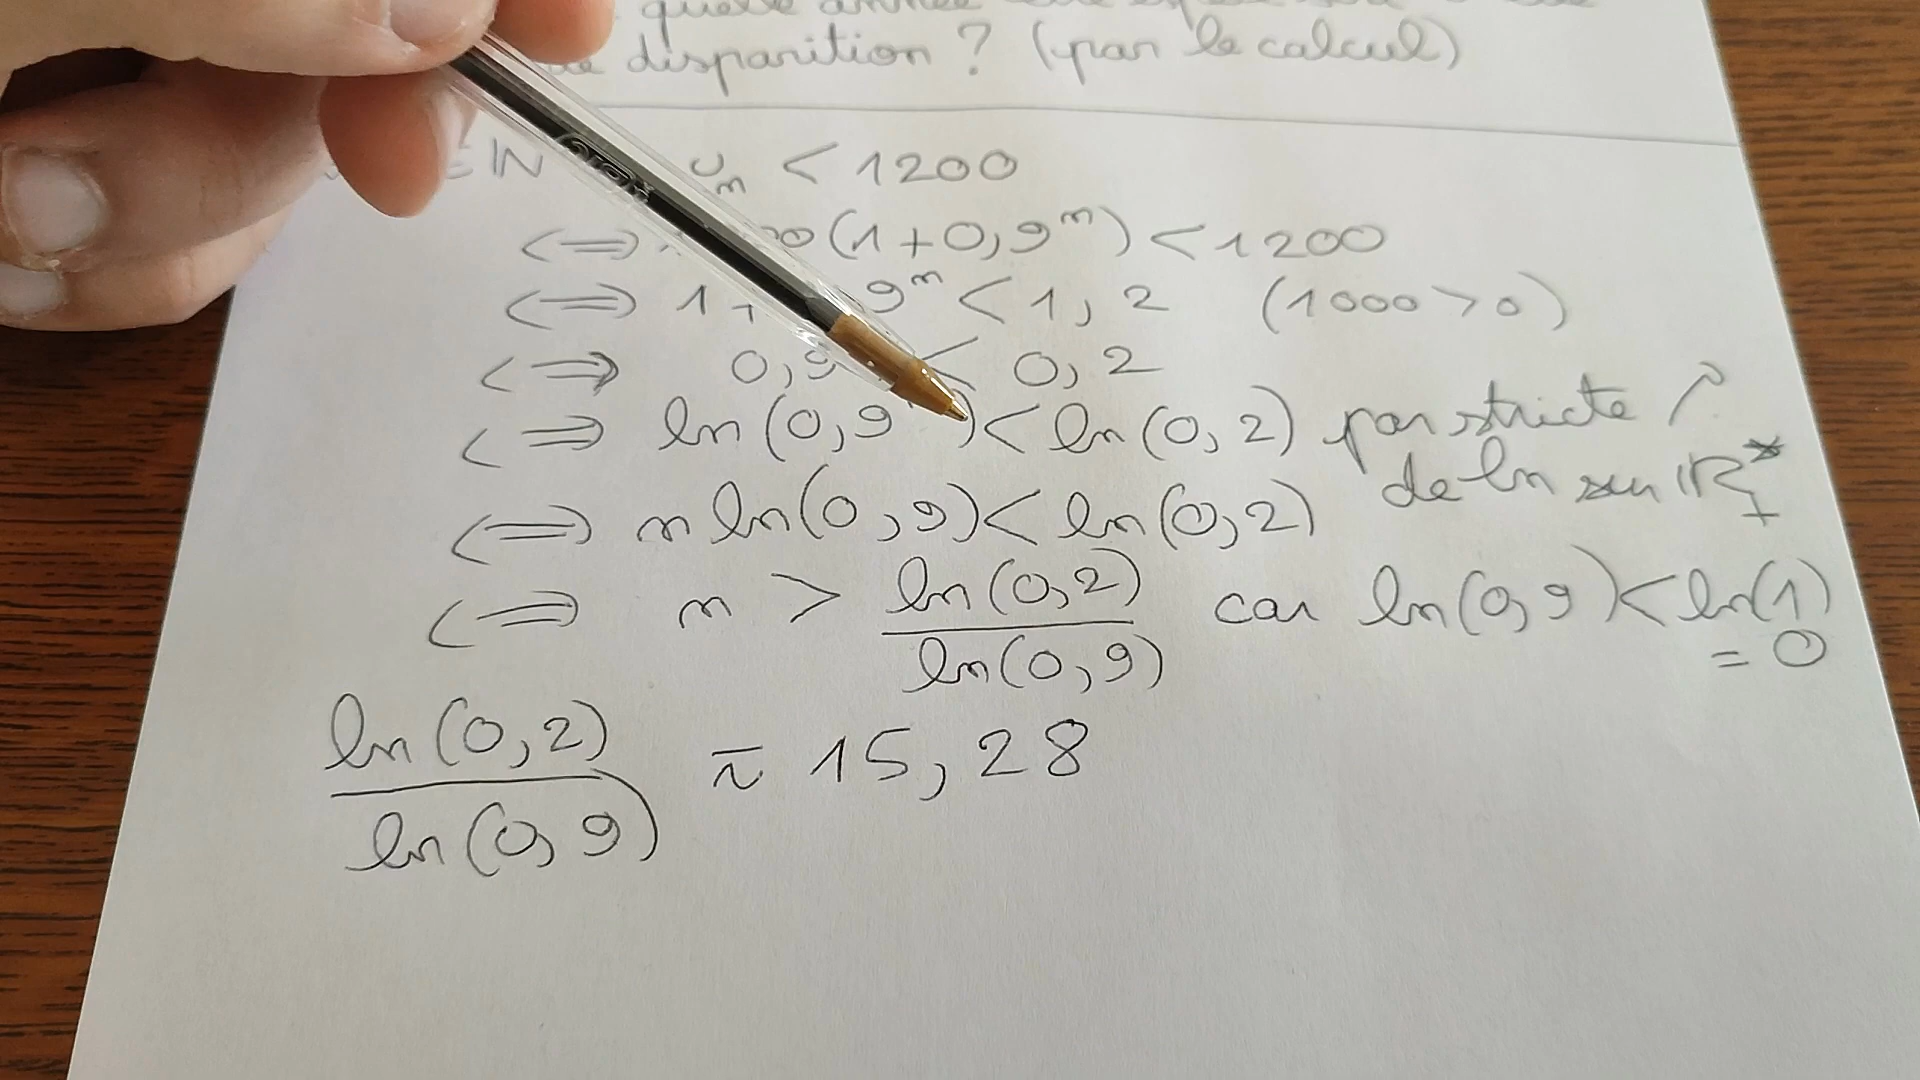 disparition ? (par le calcul)
∈ ℕ u_n < 1200
⟺ 00(1+0,9ⁿ) < 1200
⟺ 1+ 9ⁿ < 1,2 (1000 > 0)
⟺ 0,9 < 0,2
⟺ ln(0,9 ) < ln(0,2) par stricte ↗
de ln sur ℝ₊*
⟺ n ln(0,9) < ln(0,2)
⟺ n > ln(0,2)/ln(0,9) car ln(0,9) < ln(1)
= 0
ln(0,2)/ln(0,9) ≈ 15,28